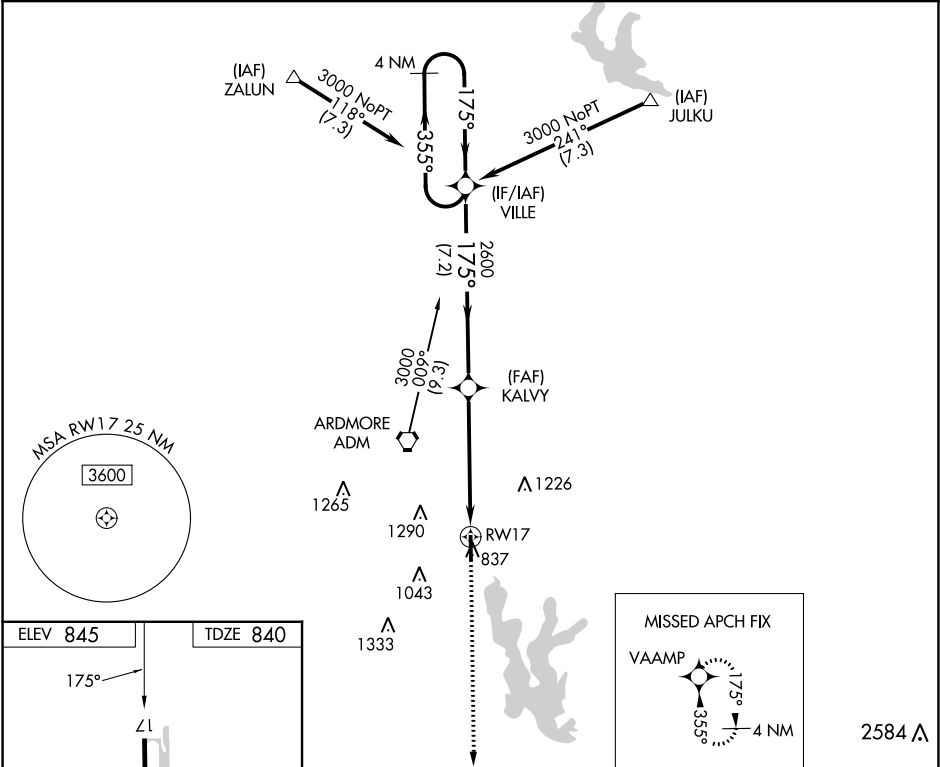 (IAF)
ZALUN
3000 NoPT
118°
(7.3)
4 NM
355°
175°
(IAF)
JULKU
3000 NoPT
241°
(7.3)
(IF/IAF)
VILLE
2600
175°
(7.2)
3000
009°
(9.3)
(FAF)
KALVY
ARDMORE
ADM
MSA RW17 25 NM
3600
1265
1290
1226
RW17
837
1043
1333
ELEV 845
TDZE 840
175°
17
MISSED APCH FIX
VAAMP
175°
355°
4 NM
2584